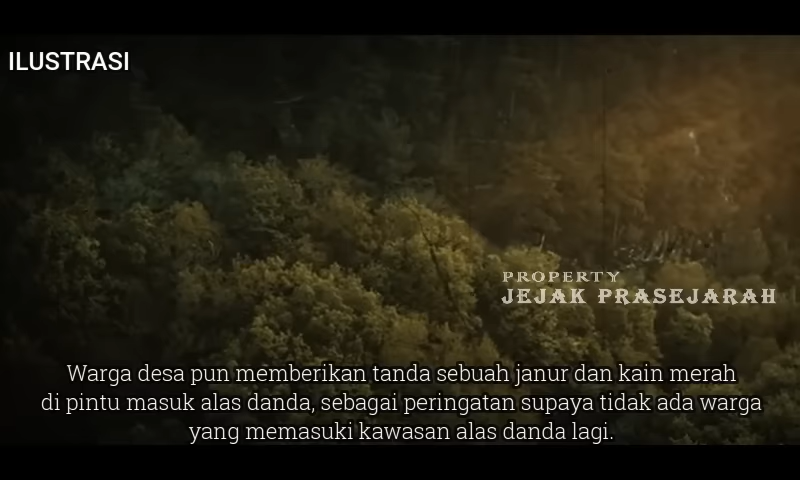 ILUSTRASI
PROPERTY
JEJAK PRASEJARAH
Warga desa pun memberikan tanda sebuah janur dan kain merah
di pintu masuk alas danda, sebagai peringatan supaya tidak ada warga
yang memasuki kawasan alas danda lagi.